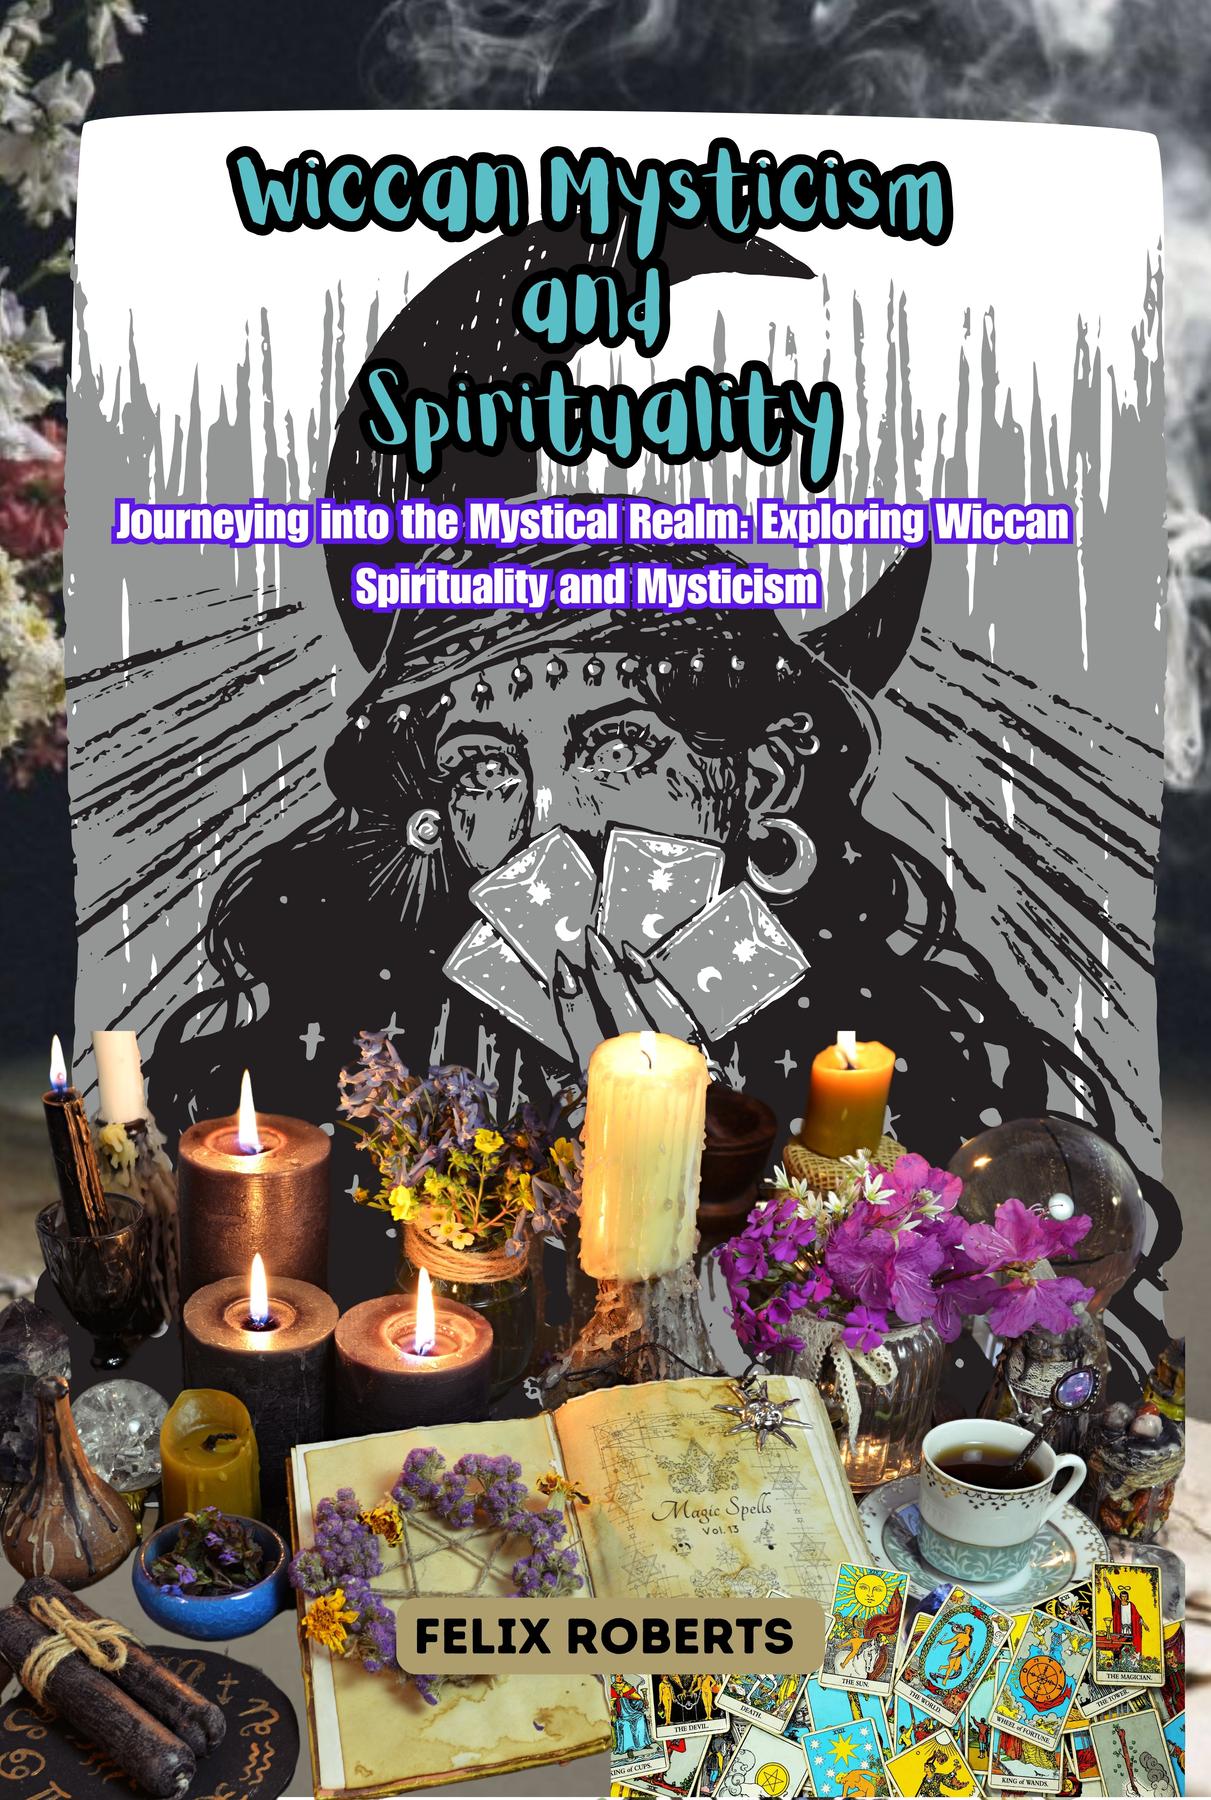 Wiccan Mysticism
and
Spirituality
Journeying into the Mystical Realm: Exploring Wiccan
Spirituality and Mysticism
Magic Spells
Vol. 13
FELIX ROBERTS
THE SUN.
THE WORLD.
WHEEL of FORTUNE.
THE MAGICIAN.
THE DEVIL.
DEATH.
THE TOWER.
XVII
KING of CUPS.
KING of WANDS.